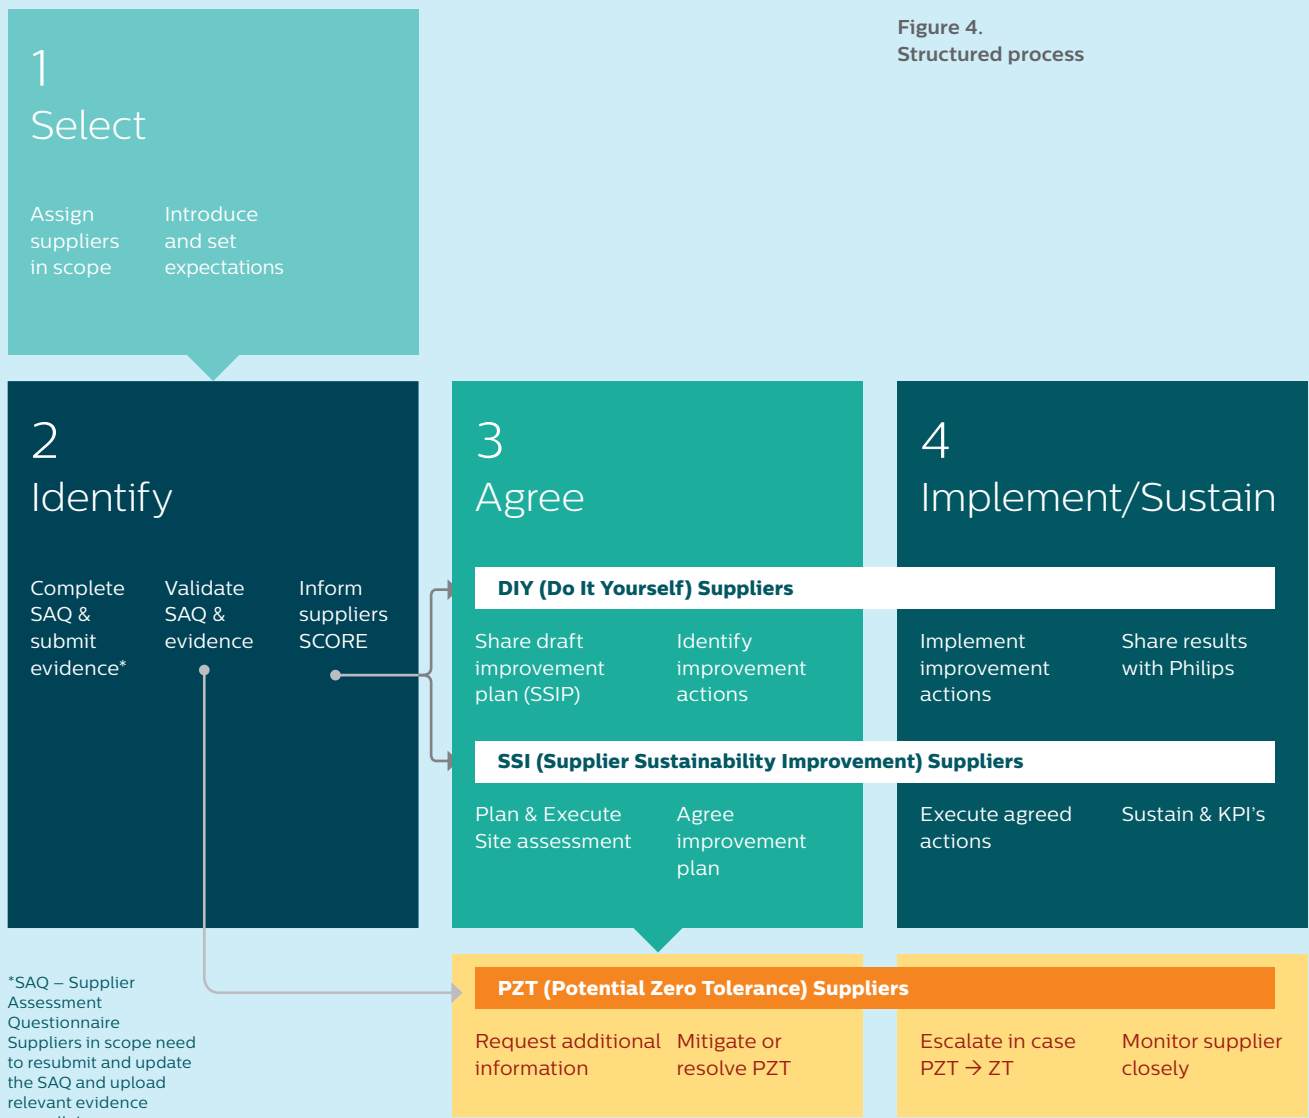 Figure 4.
Structured process
1
Select
Assign
suppliers
in scope
Introduce
and set
expectations
2
Identify
Complete
SAQ &
submit
evidence*
Validate
SAQ &
evidence
Inform
suppliers
SCORE
3
Agree
4
Implement/Sustain
DIY (Do It Yourself) Suppliers
Share draft
improvement
plan (SSIP)
Identify
improvement
actions
Implement
improvement
actions
Share results
with Philips
SSI (Supplier Sustainability Improvement) Suppliers
Plan & Execute
Site assessment
Agree
improvement
plan
Execute agreed
actions
Sustain & KPI's
PZT (Potential Zero Tolerance) Suppliers
Request additional
information
Mitigate or
resolve PZT
Escalate in case
PZT → ZT
Monitor supplier
closely
*SAQ – Supplier
Assessment
Questionnaire
Suppliers in scope need
to resubmit and update
the SAQ and upload
relevant evidence